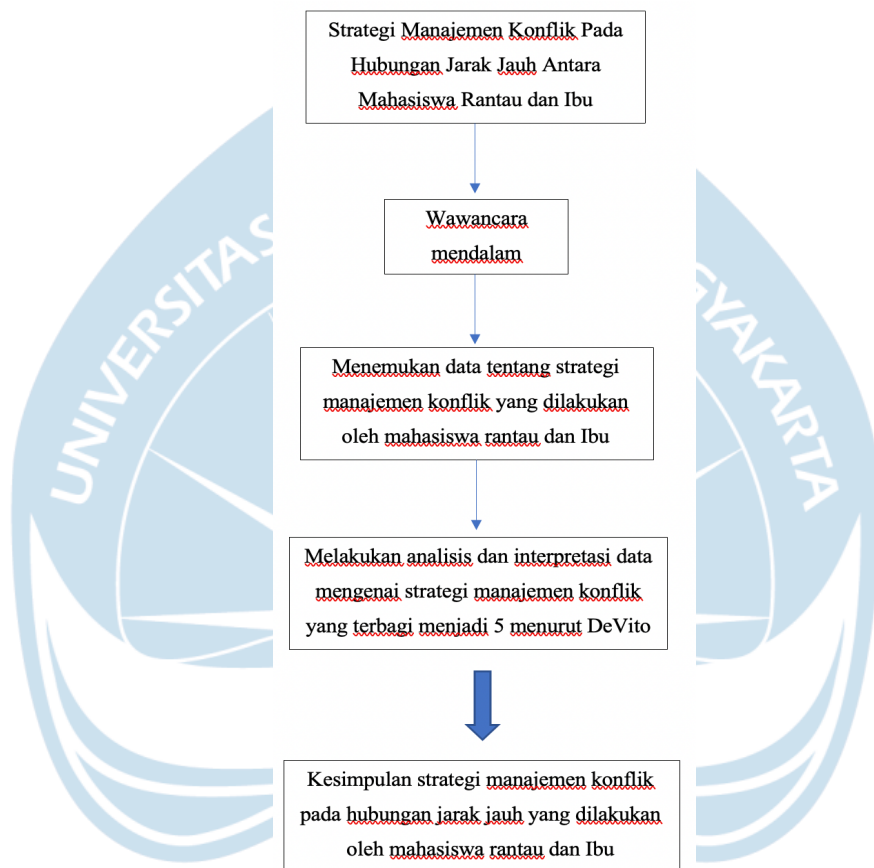 Strategi Manajemen Konflik Pada
Hubungan Jarak Jauh Antara
Mahasiswa Rantau dan Ibu
Wawancara
mendalam
UNIVERSITAS
GYAKARTA
Menemukan data tentang strategi
manajemen konflik yang dilakukan
oleh mahasiswa rantau dan Ibu
Melakukan analisis dan interpretasi data
mengenai strategi manajemen konflik
yang terbagi menjadi 5 menurut DeVito
Kesimpulan strategi manajemen konflik
pada hubungan jarak jauh yang dilakukan
oleh mahasiswa rantau dan Ibu